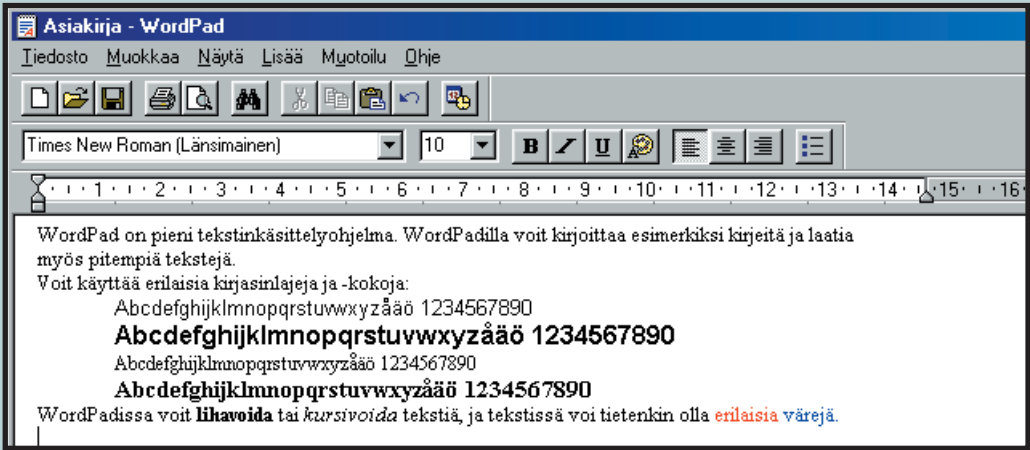 Asiakirja - WordPad
Tiedosto Muokkaa Näytä Lisää Muotoilu Ohje
Times New Roman (Länsimainen) 10 B I U
1 2 3 4 5 6 7 8 9 10 11 12 13 14 15 16
WordPad on pieni tekstinkäsittelyohjelma. WordPadilla voit kirjoittaa esimerkiksi kirjeitä ja laatia
myös pitempiä tekstejä.
Voit käyttää erilaisia kirjasinlajeja ja -kokoja:
Abcdefghijklmnopqrstuvwxyzåäö 1234567890
Abcdefghijklmnopqrstuvwxyzåäö 1234567890
Abcdefghijklmnopqrstuvwxyzåäö 1234567890
Abcdefghijklmnopqrstuvwxyzåäö 1234567890
WordPadissa voit lihavoida tai kursivoida tekstiä, ja tekstissä voi tietenkin olla erilaisia värejä.